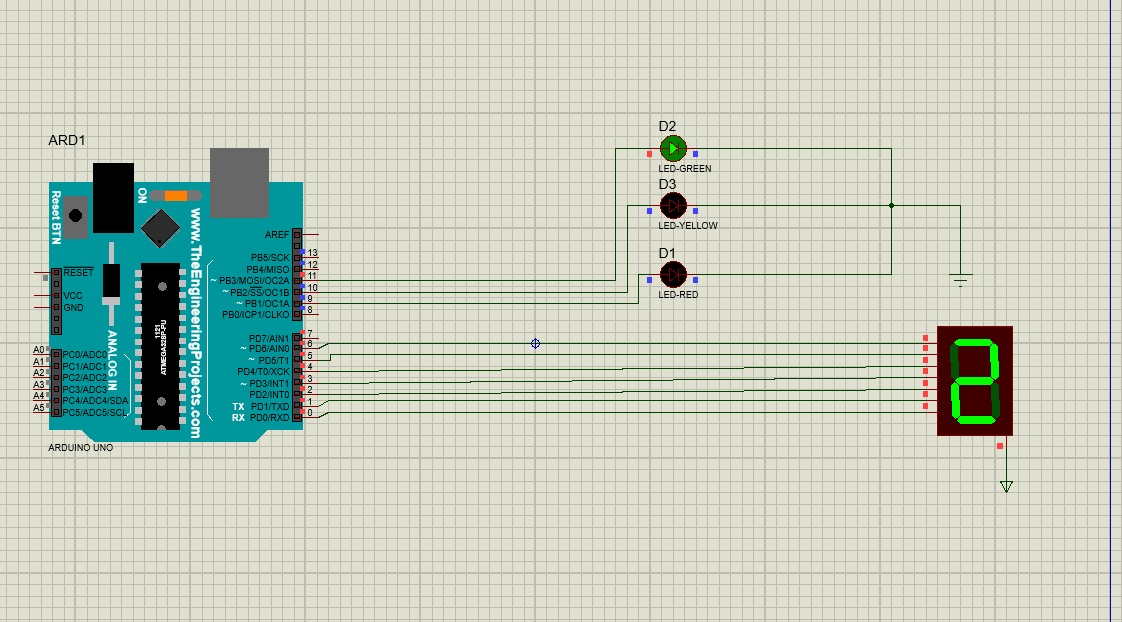 ARD1
ON
Reset BTN
www.TheEngineeringProjects.com
AREF
PB5/SCK 13
PB4/MISO 12
~ PB3/MOSI/OC2A 11
~ PB2/SS/OC1B 10
~ PB1/OC1A 9
PB0/ICP1/CLKO 8
RESET
VCC
GND
ANALOG IN
1121
ATMEGA328P-PU
PD7/AIN1 7
~ PD6/AIN0 6
~ PD5/T1 5
PD4/T0/XCK 4
~ PD3/INT1 3
PD2/INT0 2
TX PD1/TXD 1
RX PD0/RXD 0
A0 PC0/ADC0
A1 PC1/ADC1
A2 PC2/ADC2
A3 PC3/ADC3
A4 PC4/ADC4/SDA
A5 PC5/ADC5/SCL
ARDUINO UNO
D2
LED-GREEN
D3
LED-YELLOW
D1
LED-RED
2